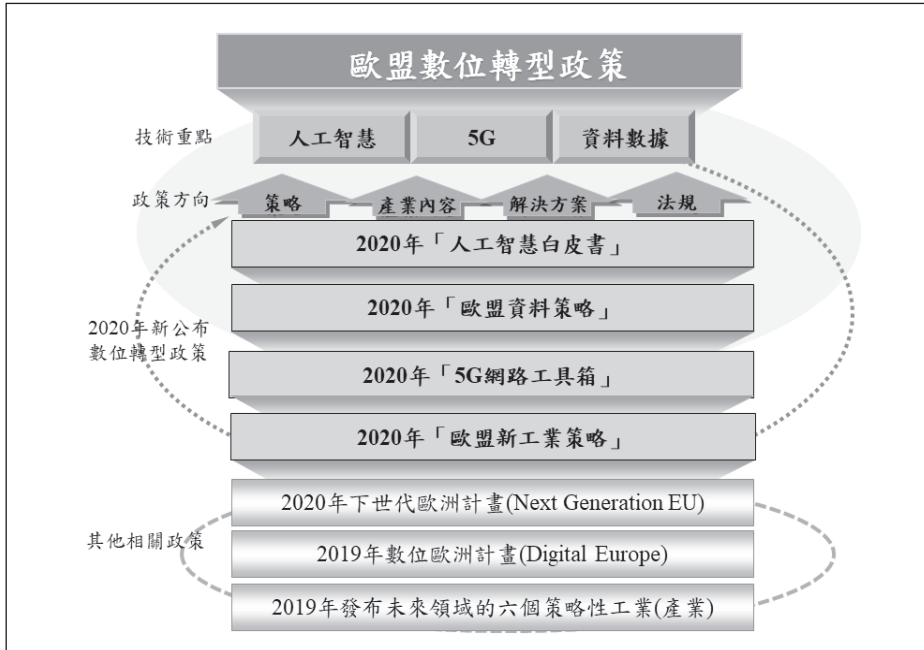 歐盟數位轉型政策
技術重點
人工智慧
5G
資料數據
政策方向
策略
產業內容
解決方案
法規
2020年「人工智慧白皮書」
2020年「歐盟資料策略」
2020年新公布
數位轉型政策
2020年「5G網路工具箱」
2020年「歐盟新工業策略」
2020年下世代歐洲計畫(Next Generation EU)
其他相關政策
2019年數位歐洲計畫(Digital Europe)
2019年發布未來領域的六個策略性工業(產業)